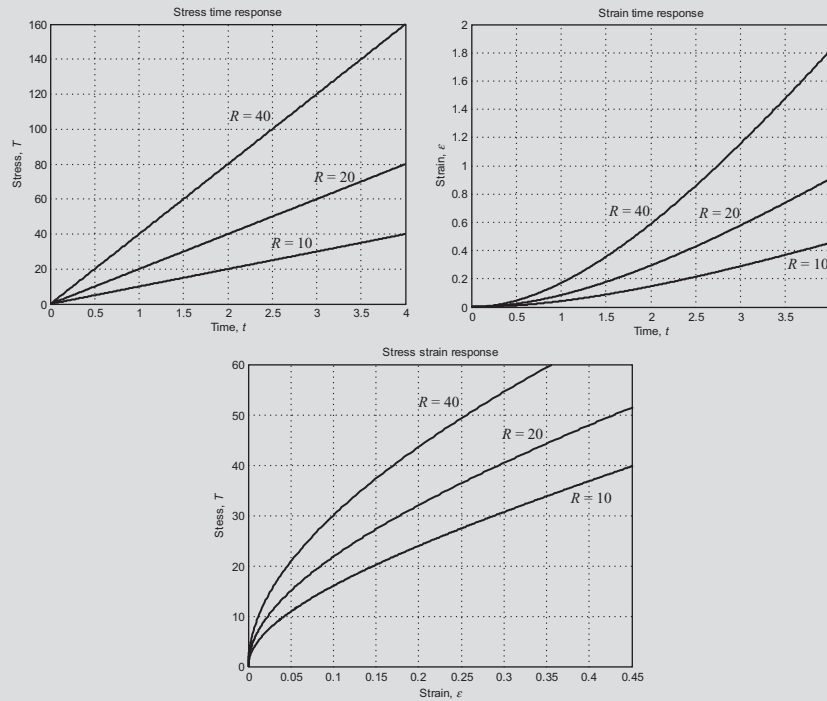 Stress time response
160
140
120
100
80
60
40
20
0
Stress, T
R = 40
R = 20
R = 10
0 0.5 1 1.5 2 2.5 3 3.5 4
Time, t
Strain time response
2
1.8
1.6
1.4
1.2
1
0.8
0.6
0.4
0.2
0
Strain, ε
R = 40
R = 20
R = 10
0 0.5 1 1.5 2 2.5 3 3.5
Time, t
Stress strain response
60
50
40
30
20
10
0
Stess, T
R = 40
R = 20
R = 10
0 0.05 0.1 0.15 0.2 0.25 0.3 0.35 0.4 0.45
Strain, ε